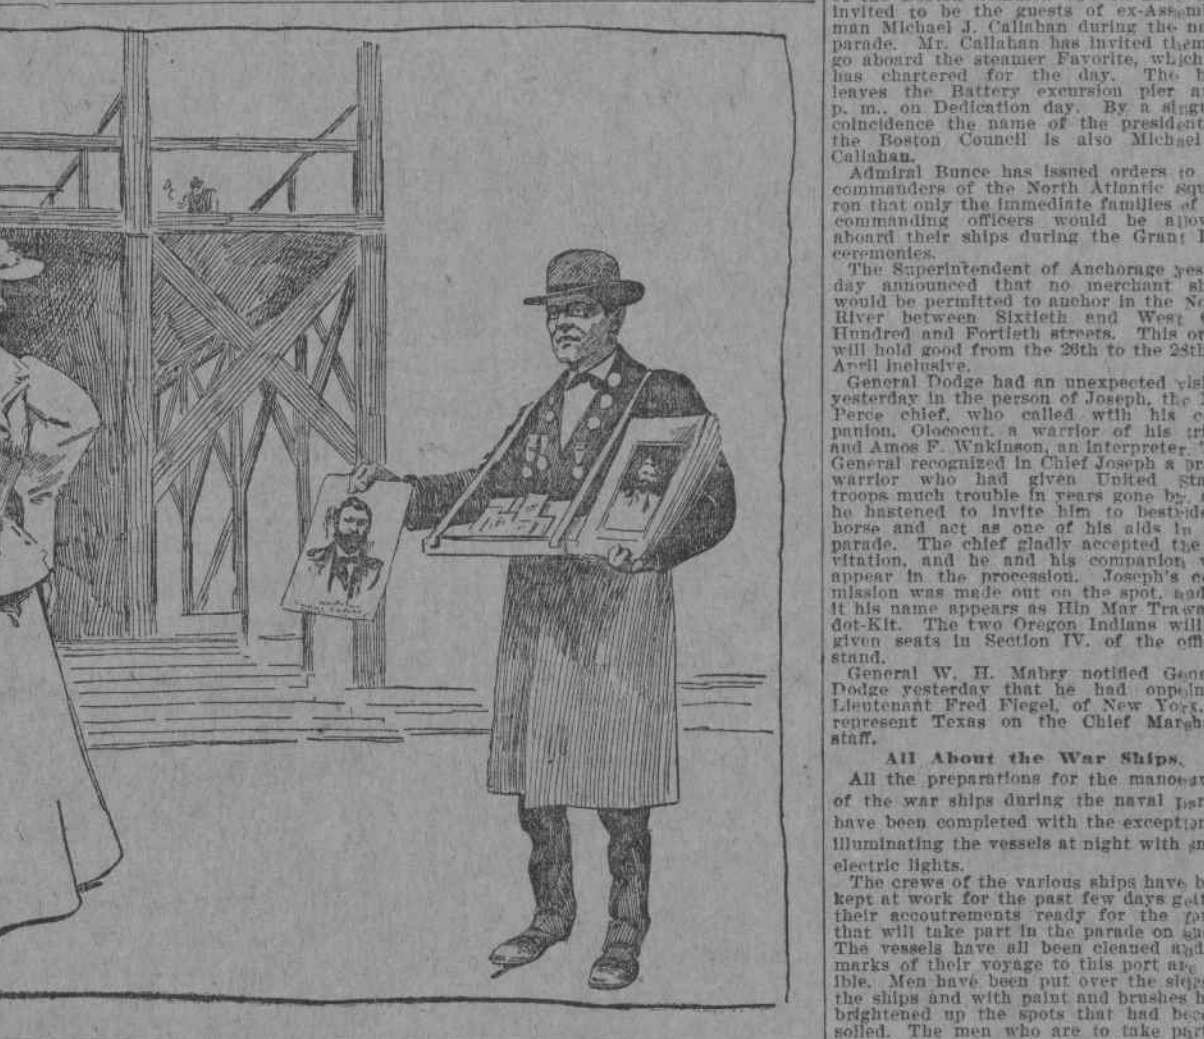 invited to be the guests of ex-Assem
man Michael J. Callahan during the
parade. Mr. Callahan has invited them
go aboard the steamer Favorite, which
has chartered for the day. The
leaves the Battery excursion pier
p. m., on Dedication day. By a
coincidence the name of the president
the Boston Council is also Michael
Callahan.
Admiral Bunce has issued orders to
commanders of the North Atlantic squ
ron that only the immediate families of
commanding officers would be allow
aboard their ships during the Grant
ceremonies.
The Superintendent of Anchorage yes
day announced that no merchant
would be permitted to anchor in the
River between Sixtieth and West
Hundred and Fortieth streets. This
will hold good from the 26th to the 28th
April inclusive.
General Dodge had an unexpected
yesterday in the person of Joseph, the
Perce chief, who called wtih his
panion, Olococut, a warrior of his
and Amos F. Wnkinson, an interpreter.
General recognized in Chief Joseph a
warrior who had given United Sta
troops much trouble in years gone by.
he hastened to invite him to bestride
horse and act as one of his aids in
parade. The chief gladly accepted the
vitation, and he and his companion
appear in the procession. Joseph's
mission was made out on the spot, and
it his name appears as Hin Mar Traw
dot-Kit. The two Oregon Indians will
given seats in Section IV. of the
stand.
General W. H. Mabry notified Gene
Dodge yesterday that he had
Lieutenant Fred Flegel, of New York,
represent Texas on the Chief Marsh
staff.
All About the War Ships.
All the preparations for the
of the war ships during the naval
have been completed with the
illuminating the vessels at night with
electric lights.
The crews of the various ships have
kept at work for the past few days
their accoutrements ready for the
that will take part in the parade on
The vessels have all been cleaned and
marks of their voyage to this port are
ible. Men have been put over the
the ships and with paint and brushes
brightened up the spots that had
soiled. The men who are to take part